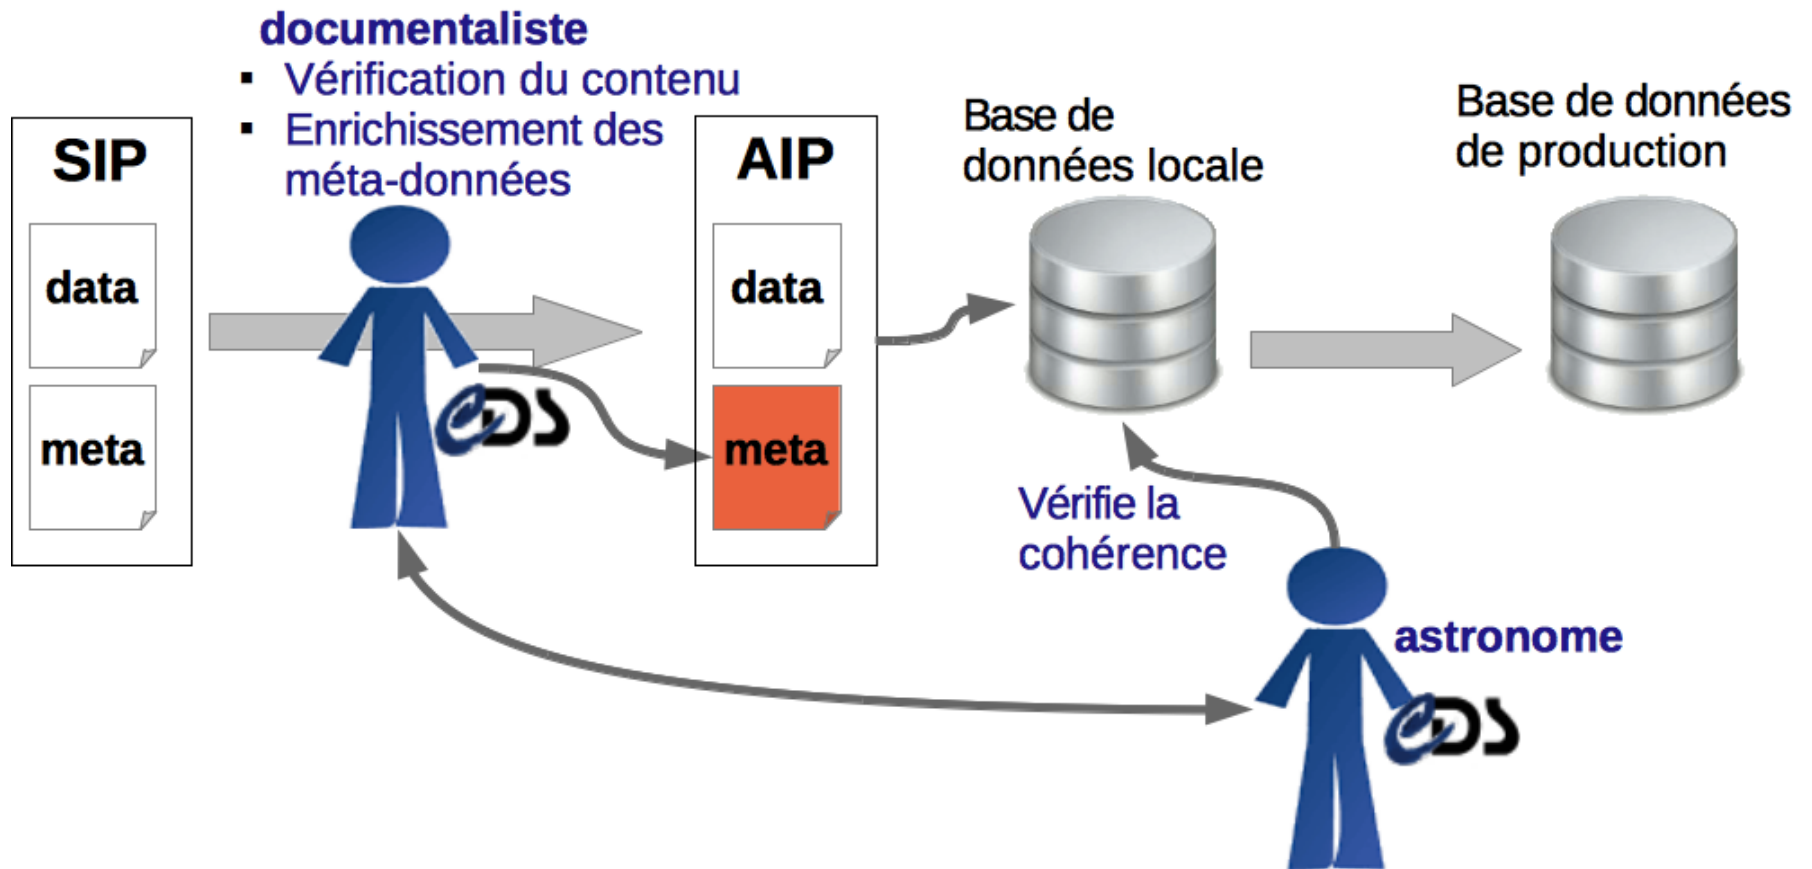 documentaliste
▪ Vérification du contenu
▪ Enrichissement des
méta-données
SIP
data
meta
CDS
AIP
data
meta
Base de
données locale
Base de données
de production
Vérifie la
cohérence
astronome
CDS